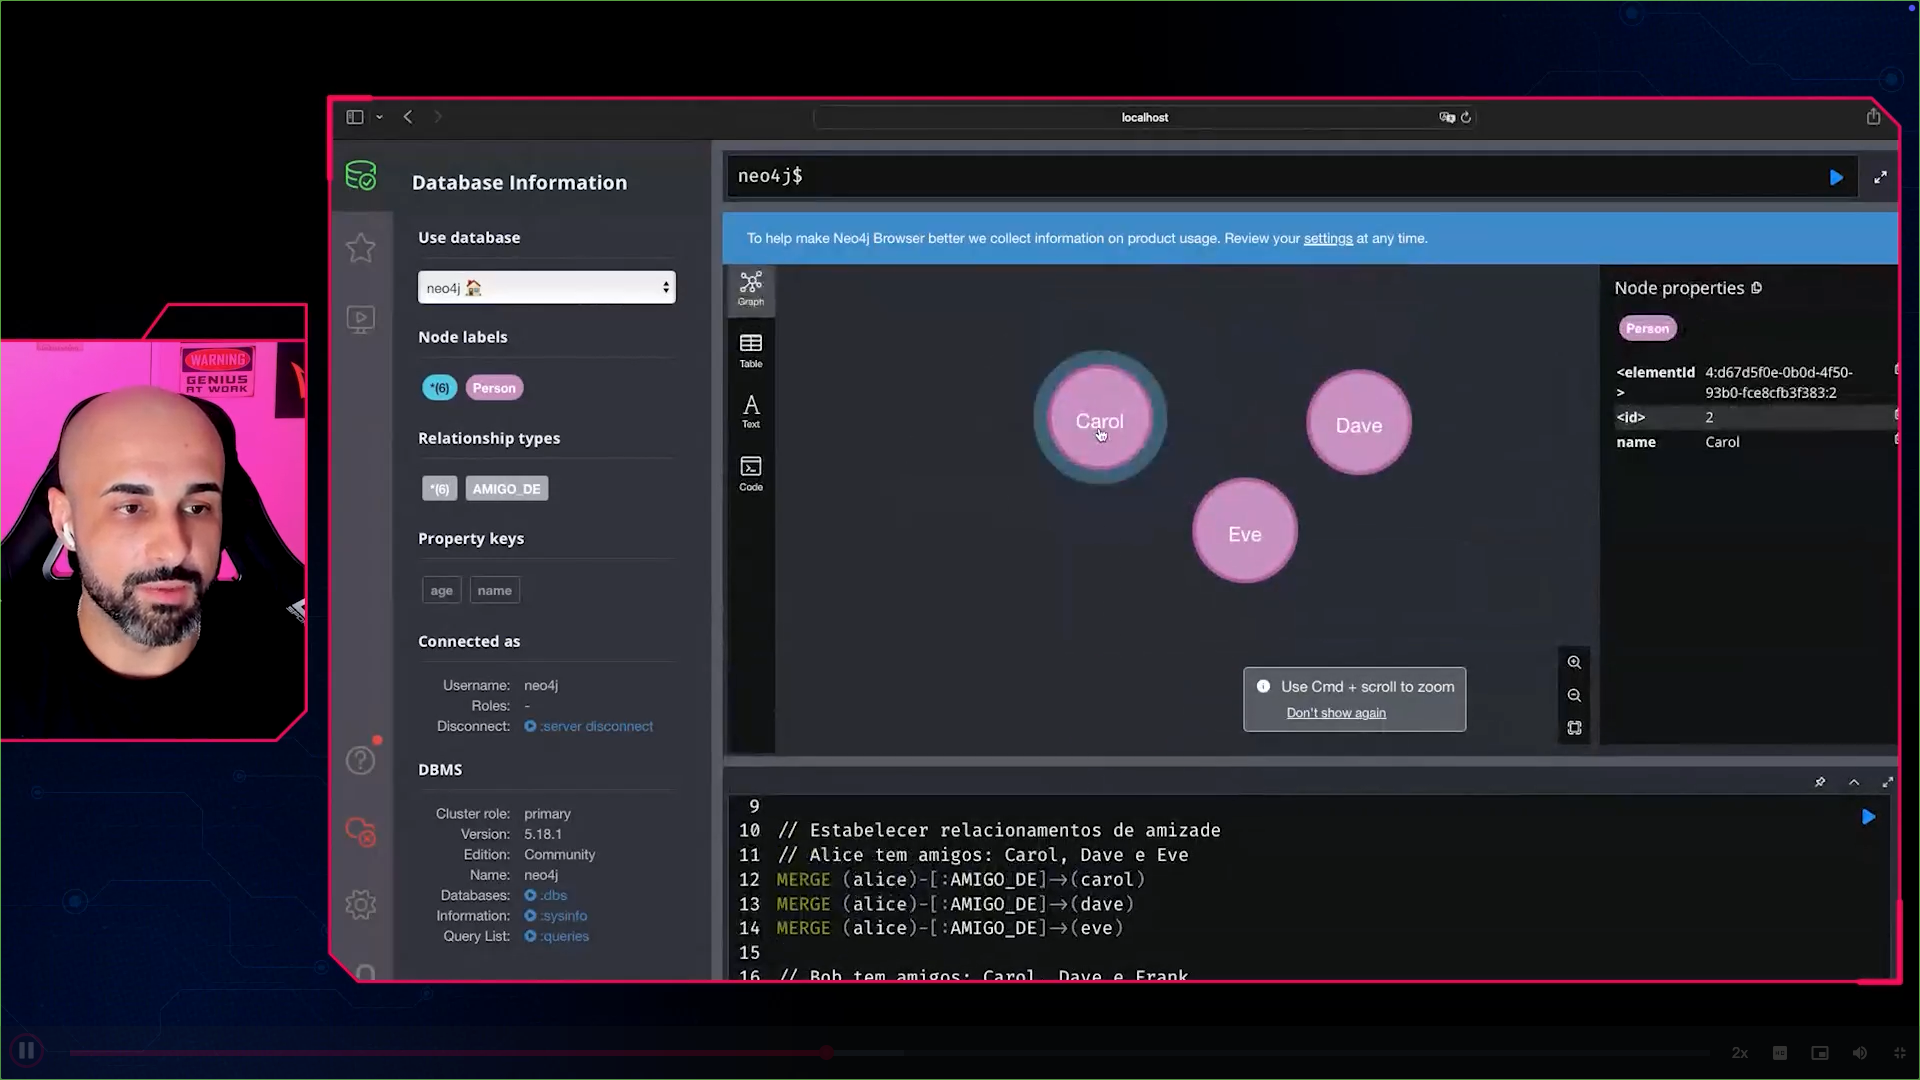 localhost
Database Information
Use database
neo4j
Node labels
*(6) Person
Relationship types
*(6) AMIGO_DE
Property keys
age name
Connected as
Username: neo4j
Roles: -
Disconnect: :server disconnect
DBMS
Cluster role: primary
Version: 5.18.1
Edition: Community
Name: neo4j
Databases: :dbs
Information: :sysinfo
Query List: :queries
neo4j$
To help make Neo4j Browser better we collect information on product usage. Review your settings at any time.
Graph
Table
Text
Code
Carol
Dave
Eve
Use Cmd + scroll to zoom
Don't show again
Node properties
Person
<elementId
> 4:d67d5f0e-0b0d-4f50-
93b0-fce8cfb3f383:2
<id> 2
name Carol
9
10 // Estabelecer relacionamentos de amizade
11 // Alice tem amigos: Carol, Dave e Eve
12 MERGE (alice)-[:AMIGO_DE]->(carol)
13 MERGE (alice)-[:AMIGO_DE]->(dave)
14 MERGE (alice)-[:AMIGO_DE]->(eve)
15
16 // Bob tem amigos: Carol, Dave e Frank
WARNING
GENIUS
AT WORK
2x